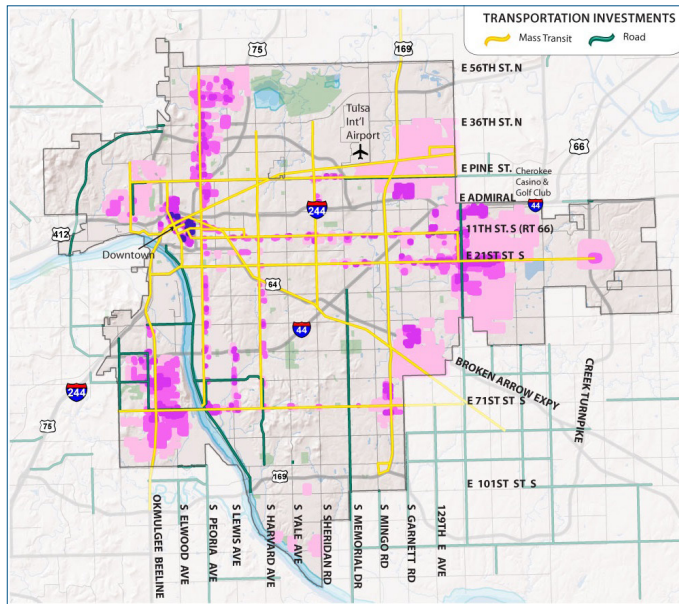 TRANSPORTATION INVESTMENTS
Mass Transit
Road
75
169
E 56TH ST. N
E 36TH ST. N
Tulsa
Int'l
Airport
66
E PINE ST.
Cherokee
Casino &
Golf Club
E ADMIRAL
44
244
412
11TH ST. S (RT 66)
Downtown
E 21ST ST S
64
44
BROKEN ARROW EXPY
CREEK TURNPIKE
244
E 71ST ST S
75
169
E 101ST ST S
OKMULGEE BEELINE
S ELWOOD AVE
S PEORIA AVE
S LEWIS AVE
S HARVARD AVE
S YALE AVE
S SHERIDAN RD
S MEMORIAL DR
S MINGO RD
S GARNETT RD
129TH E AVE